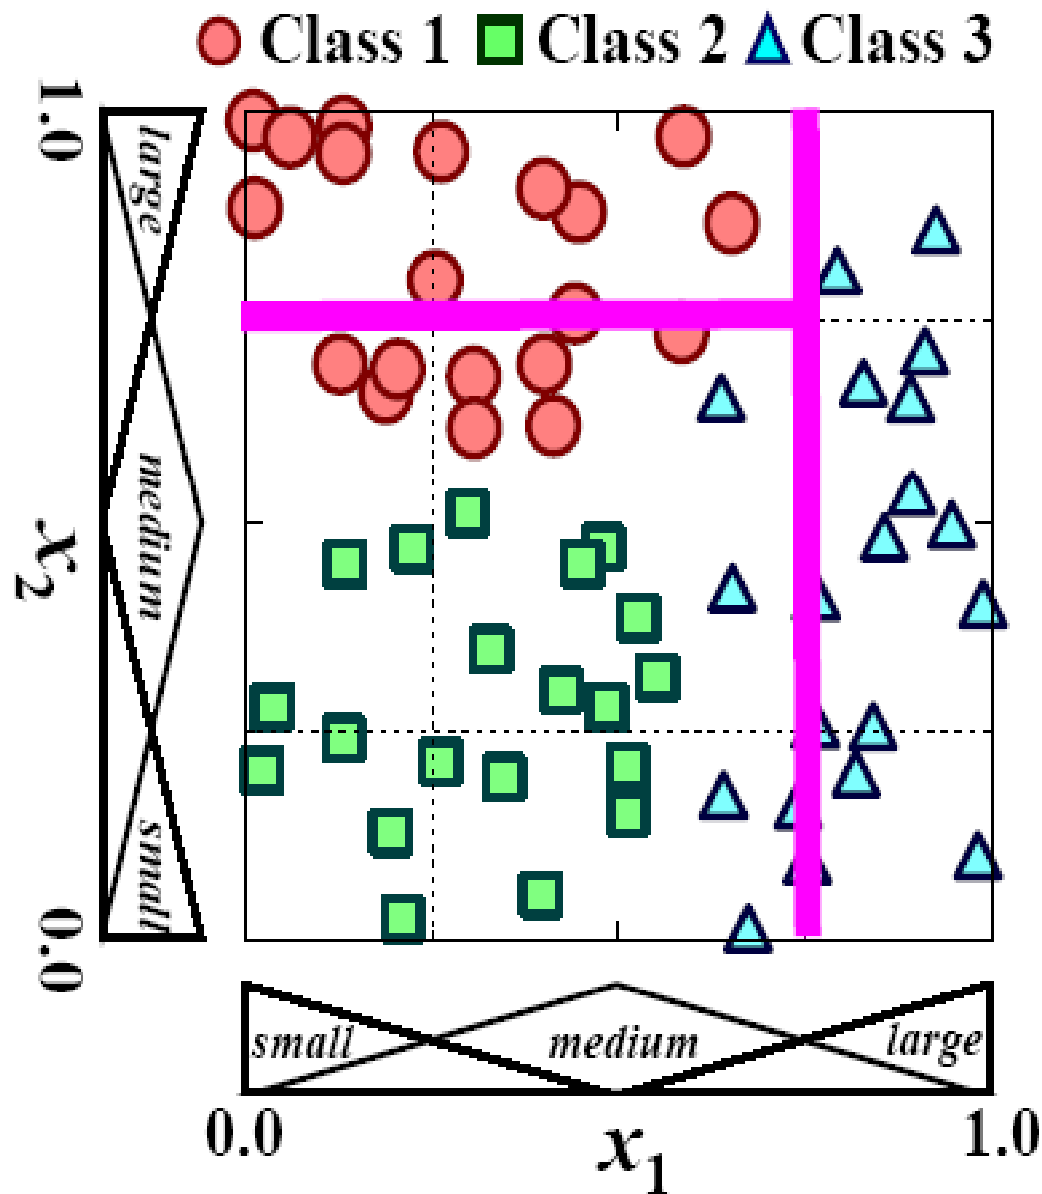 Class 1 Class 2 Class 3
1.0
large
medium
small
x2
0.0
small medium large
0.0 x1 1.0